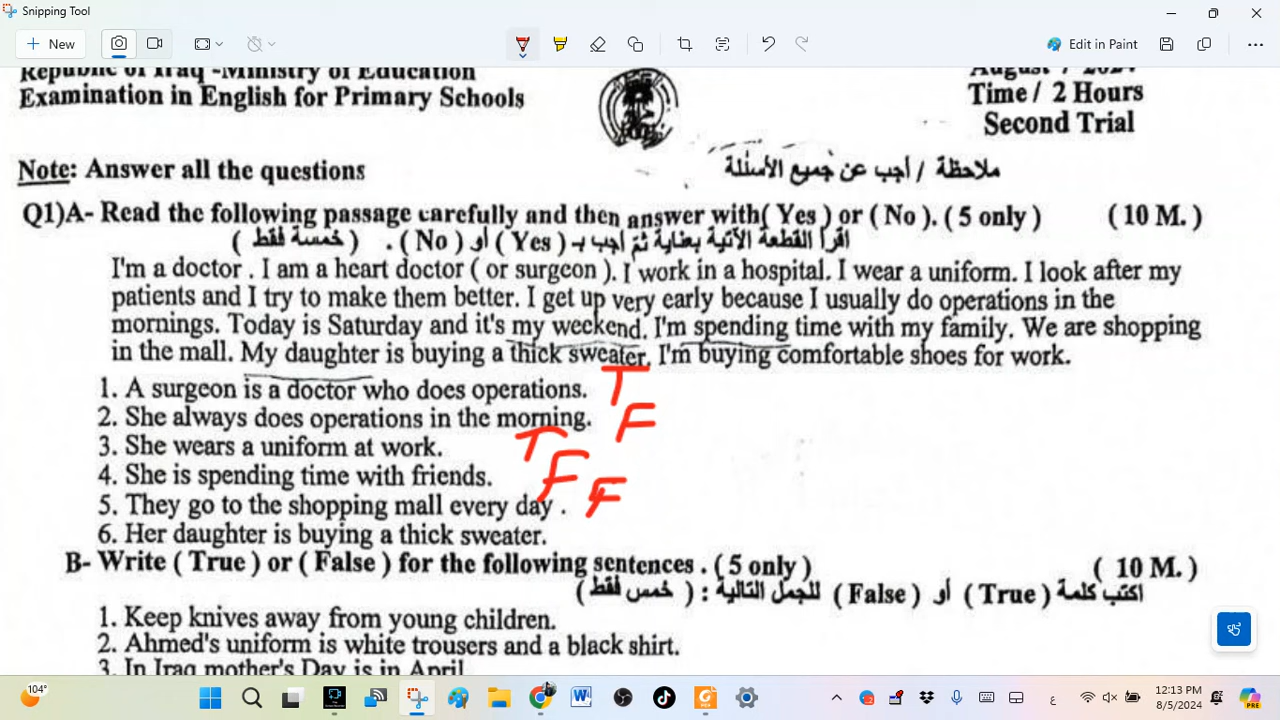 Snipping Tool
New
Edit in Paint
Republic of Iraq -Ministry of Education
Examination in English for Primary Schools
Time / 2 Hours
Second Trial
Note: Answer all the questions
ملاحظة / أجب عن جميع الأسئلة
Q1)A- Read the following passage carefully and then answer with( Yes ) or ( No ). ( 5 only ) ( 10 M. )
اقرأ القطعة الآتية بعناية ثم أجب بـ ( Yes ) أو ( No ) . ( خمسة فقط )
I'm a doctor . I am a heart doctor ( or surgeon ). I work in a hospital. I wear a uniform. I look after my
patients and I try to make them better. I get up very early because I usually do operations in the
mornings. Today is Saturday and it's my weekend. I'm spending time with my family. We are shopping
in the mall. My daughter is buying a thick sweater. I'm buying comfortable shoes for work.
1. A surgeon is a doctor who does operations. T
2. She always does operations in the morning. F
3. She wears a uniform at work. T
4. She is spending time with friends. F
5. They go to the shopping mall every day . F
6. Her daughter is buying a thick sweater.
B- Write ( True ) or ( False ) for the following sentences . ( 5 only ) ( 10 M. )
اكتب كلمة ( True ) أو ( False ) للجمل التالية : ( خمس فقط )
1. Keep knives away from young children.
2. Ahmed's uniform is white trousers and a black shirt.
3. In Iraq mother's Day is in April
104°
ع
12:13 PM
8/5/2024
PRE